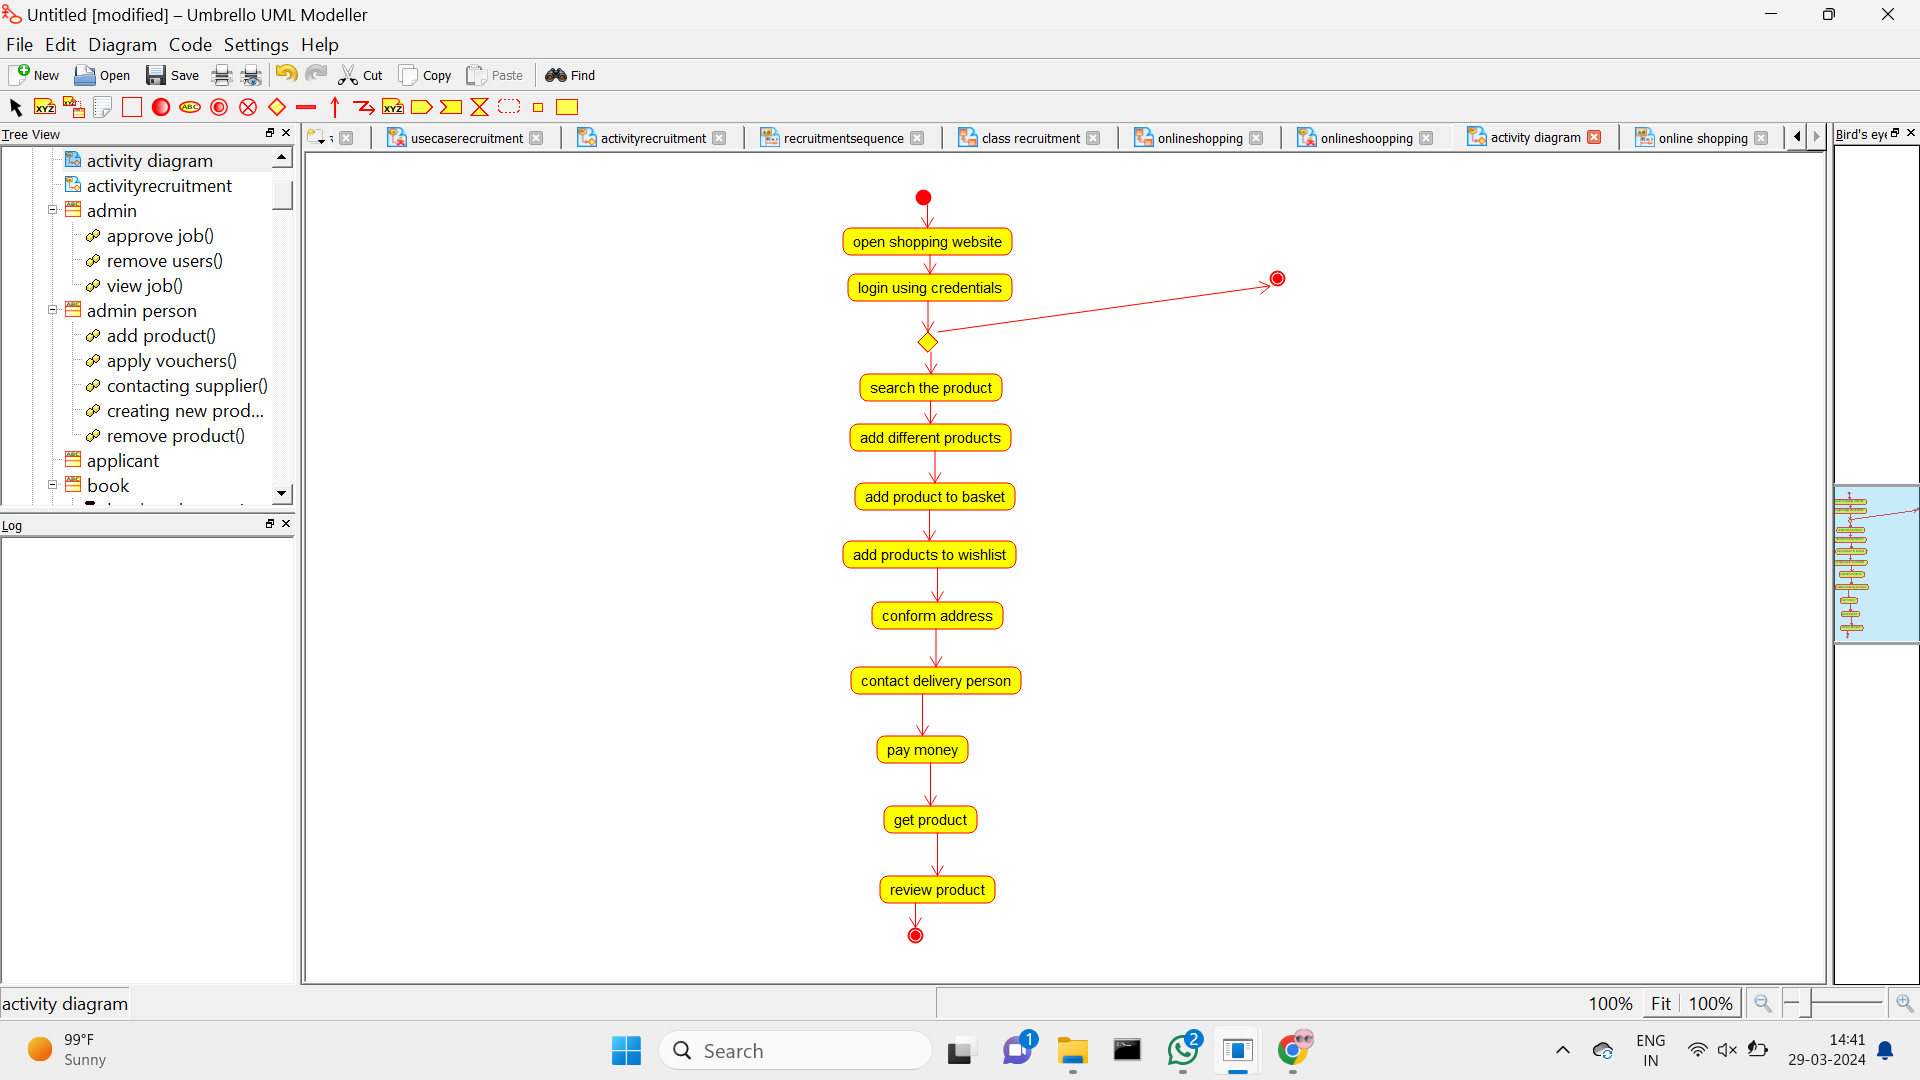 Untitled [modified] – Umbrello UML Modeller
File Edit Diagram Code Settings Help
New Open Save Cut Copy Paste Find
XYZ ABC XYZ
Tree View
usecaserecruitment activityrecruitment recruitmentsequence class recruitment onlineshopping onlineshoopping activity diagram online shopping
Bird's eye
activity diagram
activityrecruitment
admin
approve job()
remove users()
view job()
admin person
add product()
apply vouchers()
contacting supplier()
creating new prod...
remove product()
applicant
book
Log
open shopping website
login using credentials
search the product
add different products
add product to basket
add products to wishlist
conform address
contact delivery person
pay money
get product
review product
activity diagram
100% Fit 100%
99°F
Sunny
Search
1
2
ENG
IN
14:41
29-03-2024